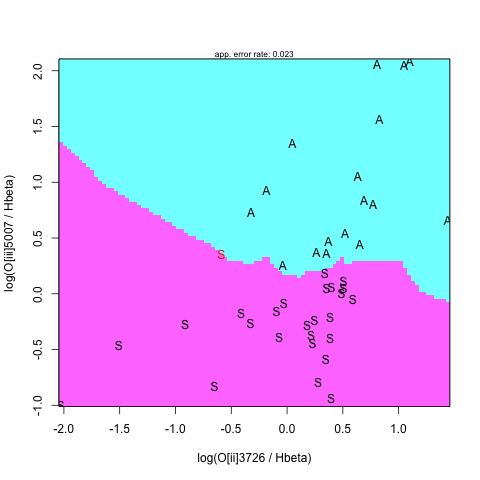 app. error rate: 0.023
log(O[iii]5007 / Hbeta)
2.0
1.5
1.0
0.5
0.0
-1.0
-0.5
A A A
A
A
A
A
A
A A
A
A
A
A
A A
S
A
S
S S
S S
S
S
S
S S
S
S
S S
S
S
S S
S
S
S
S
S
S
S
-2.0 -1.5 -1.0 -0.5 0.0 0.5 1.0
log(O[ii]3726 / Hbeta)